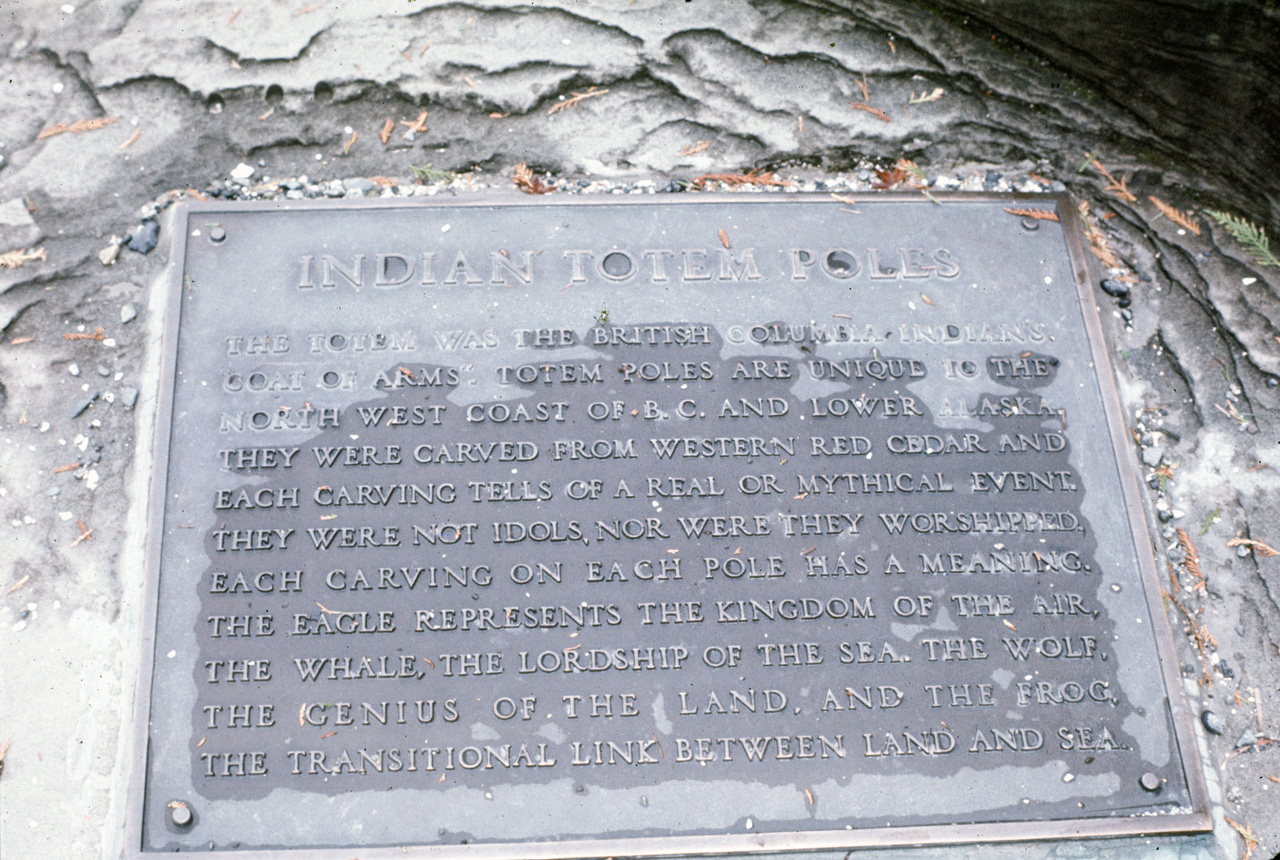 INDIAN TOTEM POLES
THE TOTEM WAS THE BRITISH COLUMBIA INDIAN'S,
"COAT OF ARMS". TOTEM POLES ARE UNIQUE TO THE
NORTH WEST COAST OF B.C. AND LOWER ALASKA.
THEY WERE CARVED FROM WESTERN RED CEDAR AND
EACH CARVING TELLS OF A REAL OR MYTHICAL EVENT.
THEY WERE NOT IDOLS, NOR WERE THEY WORSHIPPED,
EACH CARVING ON EACH POLE HAS A MEANING.
THE EAGLE REPRESENTS THE KINGDOM OF THE AIR,
THE WHALE, THE LORDSHIP OF THE SEA. THE WOLF,
THE GENIUS OF THE LAND, AND THE FROG,
THE TRANSITIONAL LINK BETWEEN LAND AND SEA.